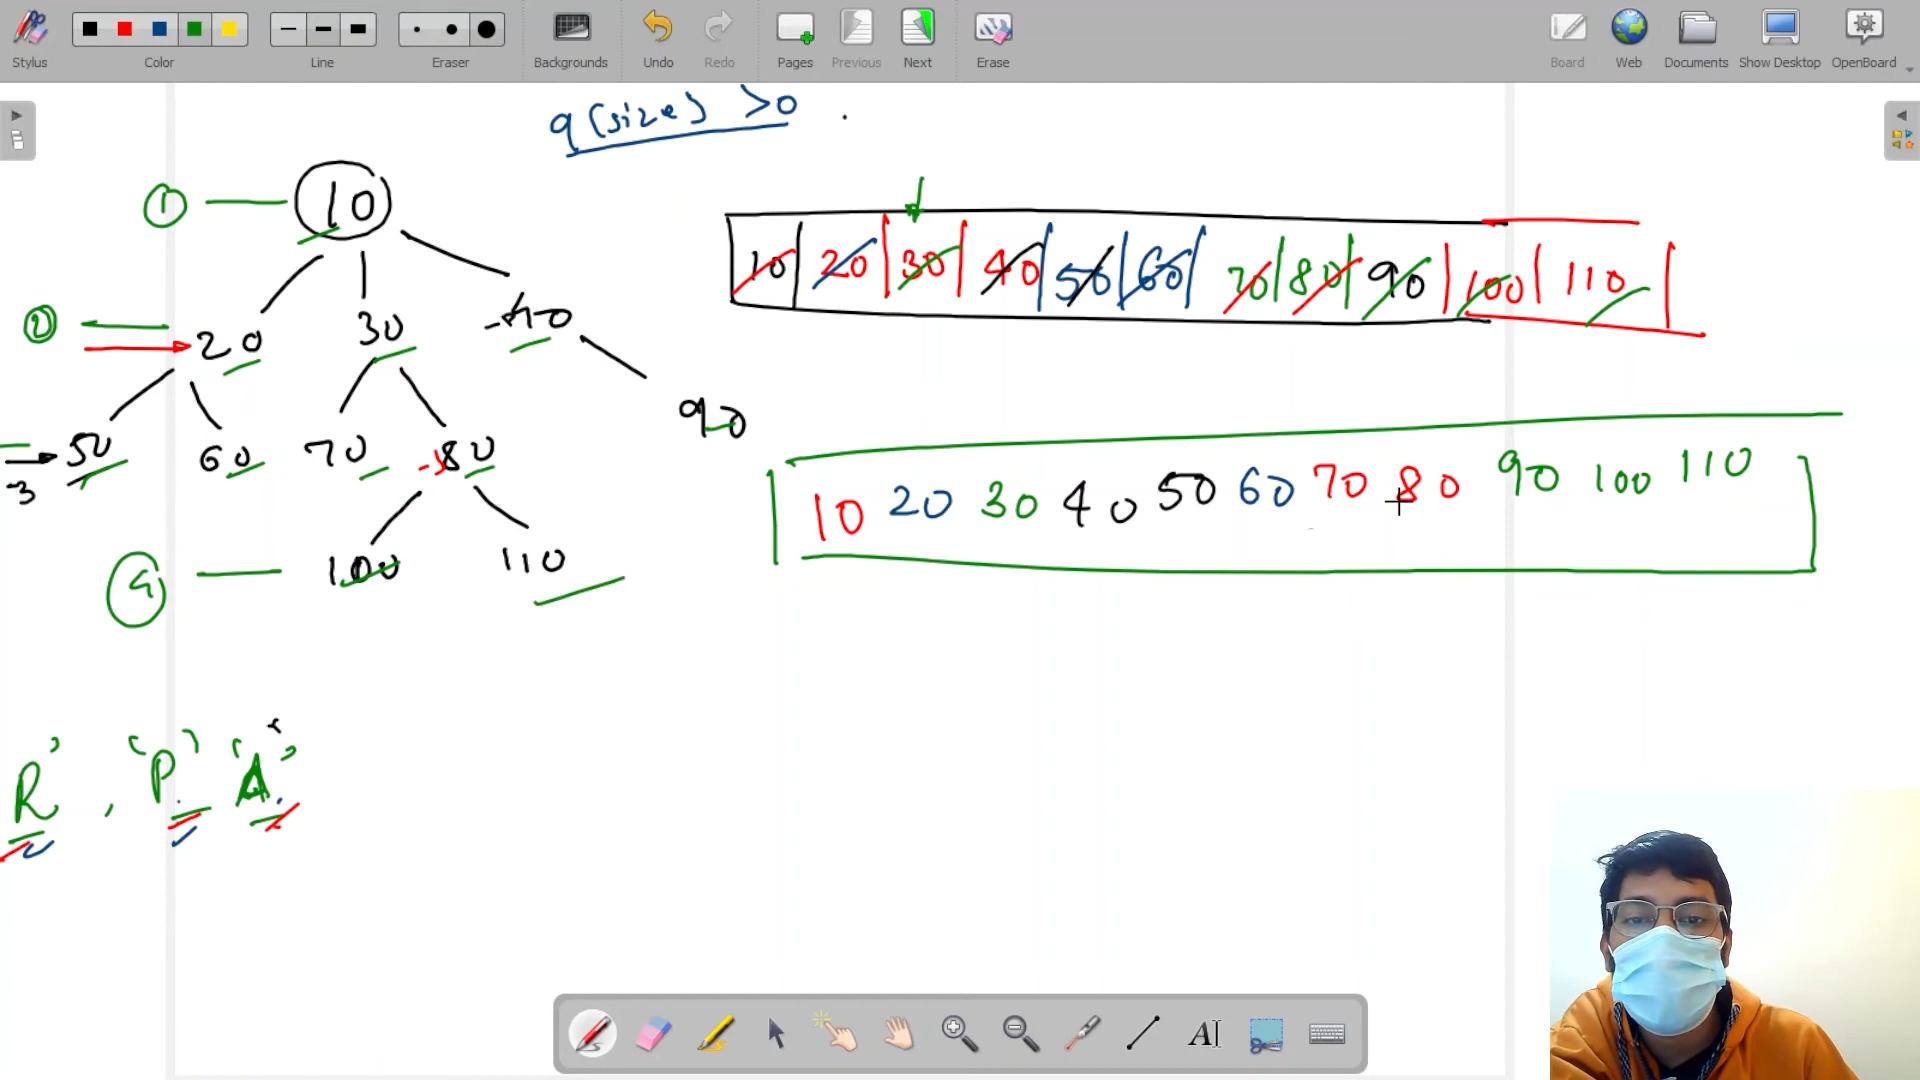 Stylus Color Line Eraser Backgrounds Undo Redo Pages Previous Next Erase Board Web Documents Show Desktop OpenBoard
q(size) >0 .
① 10
10 20 30 40 50 60 70 80 90 100 110
② 20 30 40
90
3 50 60 70 80
10 20 30 40 50 60 70 80 90 100 110
4 100 110
R' , 'P' 'A'